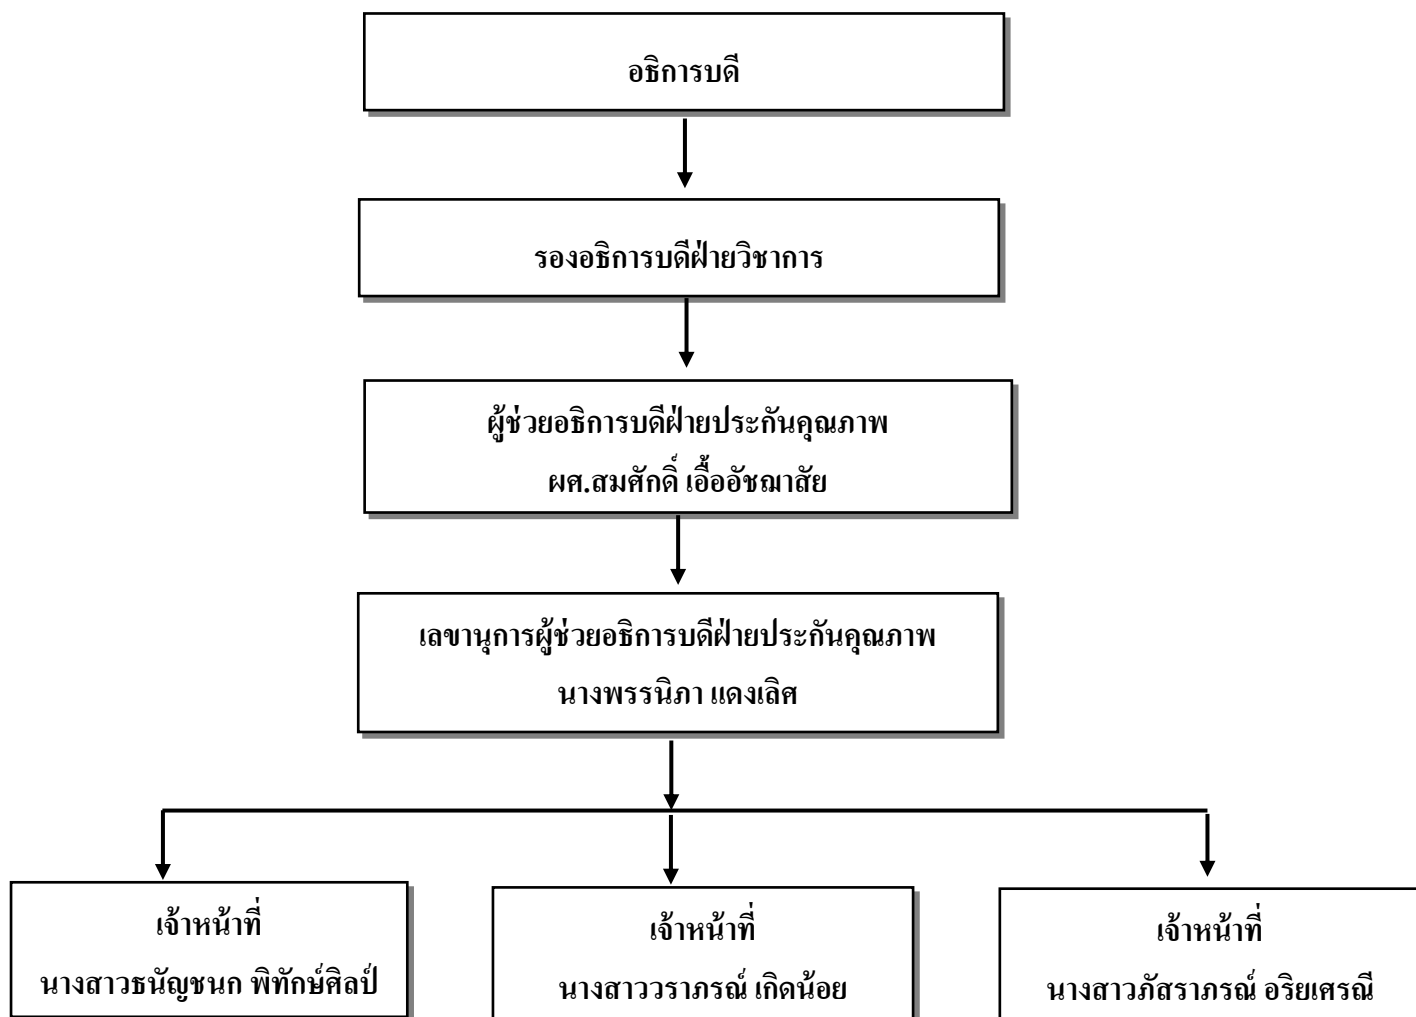 อธิการบดี
รองอธิการบดีฝ่ายวิชาการ
ผู้ช่วยอธิการบดีฝ่ายประกันคุณภาพ
ผศ.สมศักดิ์ เอื้ออัชฌาสัย
เลขานุการผู้ช่วยอธิการบดีฝ่ายประกันคุณภาพ
นางพรรนิภา แดงเลิศ
เจ้าหน้าที่
นางสาวธนัญชนก พิทักษ์ศิลป์
เจ้าหน้าที่
นางสาววราภรณ์ เกิดน้อย
เจ้าหน้าที่
นางสาวภัสราภรณ์ อริยเศรณี